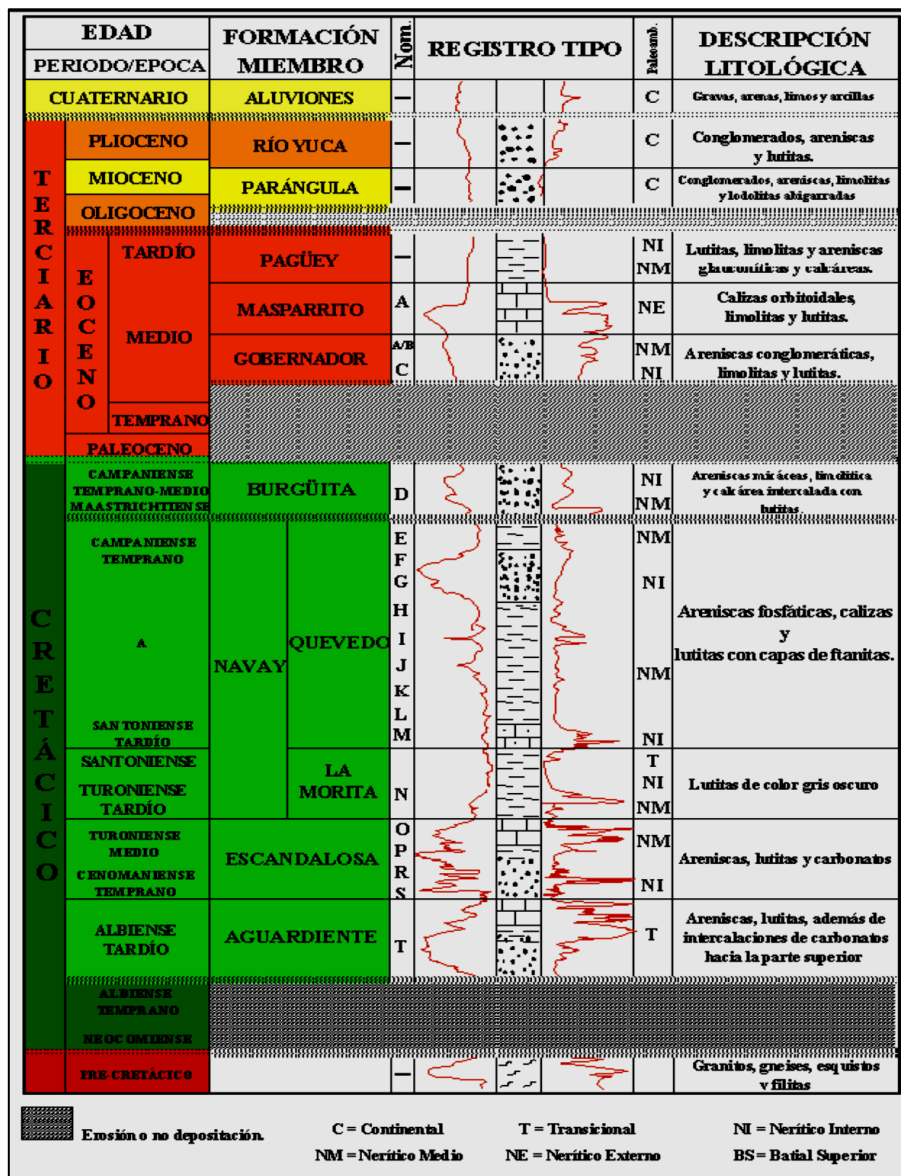 EDAD
PERIODO/EPOCA
FORMACIÓN
MIEMBRO
Nom.
REGISTRO TIPO
Paleoamb.
DESCRIPCIÓN
LITOLÓGICA
CUATERNARIO
ALUVIONES
—
C
Gravas, arenas, limos y arcillas
TERCIARIO
PLIOCENO
RÍO YUCA
—
C
Conglomerados, areniscas
y lutitas.
MIOCENO
PARÁNGULA
—
C
Conglomerados, areniscas, limolitas
y lodolitas abigarradas
OLIGOCENO
EOCENO
TARDÍO
PAGÜEY
—
NI
NM
Lutitas, limolitas y areniscas
glauconíticas y calcáreas.
MEDIO
MASPARRITO
A
NE
Calizas orbitoidales,
limolitas y lutitas.
GOBERNADOR
A/B
C
NM
NI
Areniscas conglomeráticas,
limolitas y lutitas.
TEMPRANO
PALEOCENO
CRETÁCICO
CAMPANIENSE
TEMPRANO-MEDIO
MAASTRICHTIENSE
BURGÜITA
D
NI
NM
Areniscas micáceas, limolítica
y calcárea intercalada con
lutitas.
CAMPANIENSE
TEMPRANO
A
SANTONIENSE
TARDÍO
NAVAY
QUEVEDO
E
F
G
H
I
J
K
L
M
NM
NI
NM
NI
Areniscas fosfáticas, calizas
y
lutitas con capas de ftanitas.
SANTONIENSE
TURONIENSE
TARDÍO
LA
MORITA
N
T
NI
NM
Lutitas de color gris oscuro
TURONIENSE
MEDIO
CENOMANIENSE
TEMPRANO
ESCANDALOSA
O
P
R
S
NM
NI
Areniscas, lutitas y carbonatos
ALBIENSE
TARDÍO
AGUARDIENTE
T
T
Areniscas, lutitas, además de
intercalaciones de carbonatos
hacia la parte superior
ALBIENSE
TEMPRANO
NEOCOMIENSE
PRE-CRETÁCICO
—
Granitos, gneises, esquistos
y filitas
Erosión o no depositación.
C = Continental
T = Transicional
NI = Nerítico Interno
NM = Nerítico Medio
NE = Nerítico Externo
BS= Batial Superior